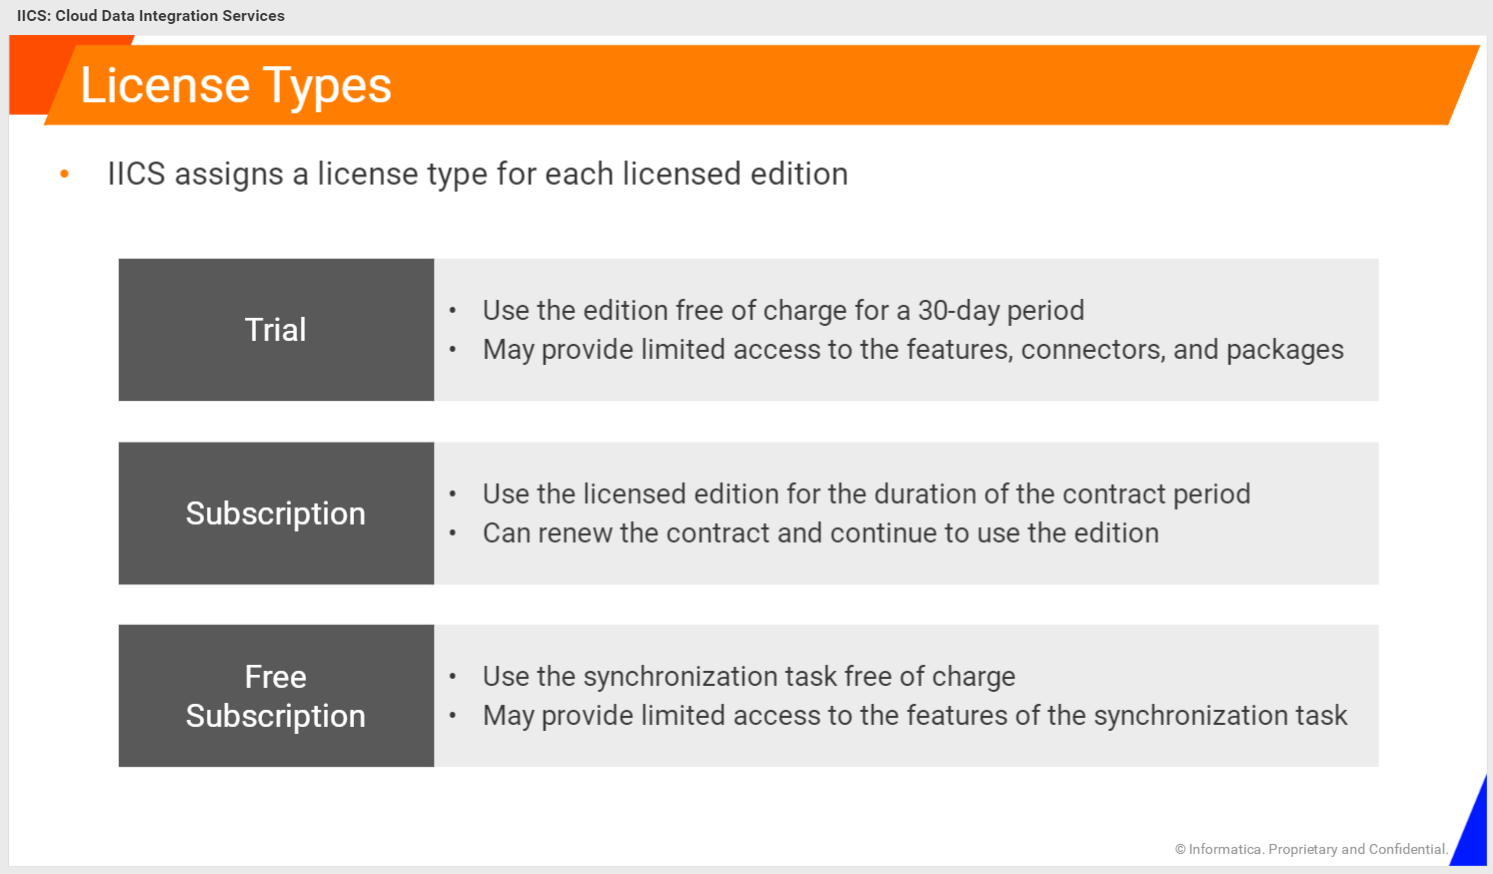 IICS: Cloud Data Integration Services
License Types
• IICS assigns a license type for each licensed edition
Trial
• Use the edition free of charge for a 30-day period
• May provide limited access to the features, connectors, and packages
Subscription
• Use the licensed edition for the duration of the contract period
• Can renew the contract and continue to use the edition
Free
Subscription
• Use the synchronization task free of charge
• May provide limited access to the features of the synchronization task
© Informatica. Proprietary and Confidential.